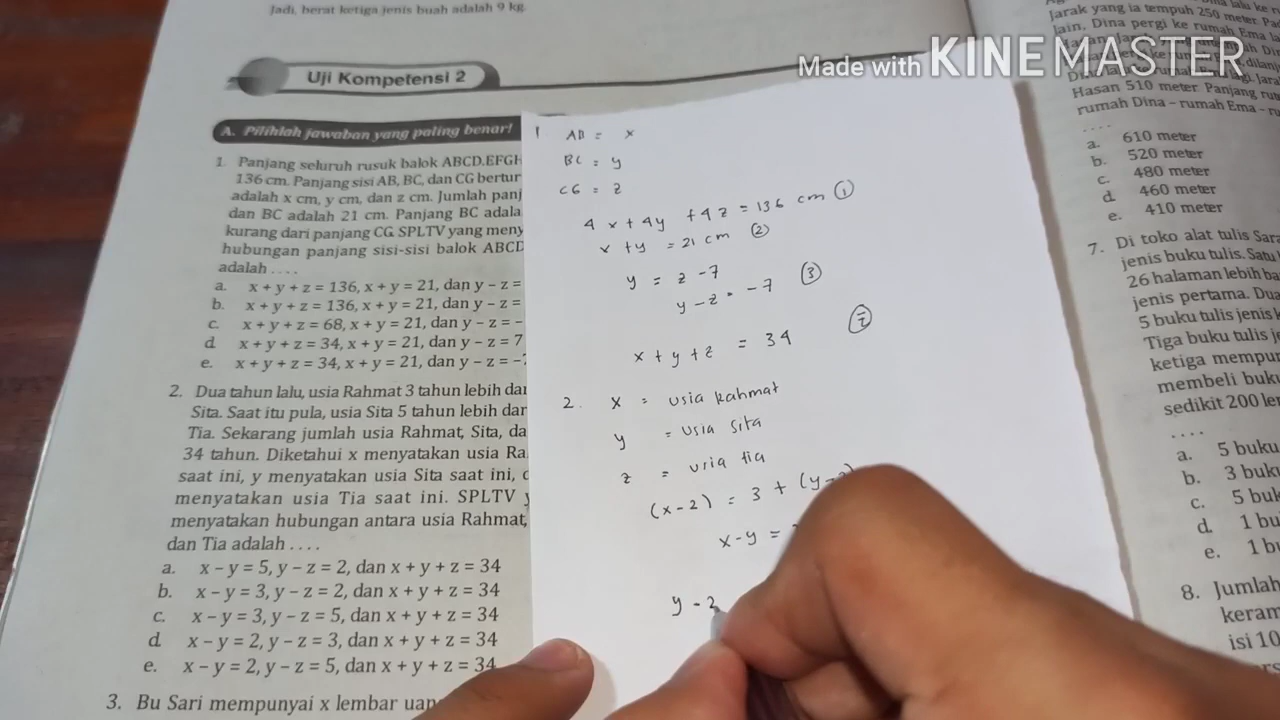 Jadi, berat ketiga jenis buah adalah 9 kg.
Made with KINEMASTER
Uji Kompetensi 2
A. Pilihlah jawaban yang paling benar!
1. Panjang seluruh rusuk balok ABCD.EFGH
136 cm. Panjang sisi AB, BC, dan CG bertur
adalah x cm, y cm, dan z cm. Jumlah panj
dan BC adalah 21 cm. Panjang BC adala
kurang dari panjang CG. SPLTV yang meny
hubungan panjang sisi-sisi balok ABCD
adalah . . . .
a. x + y + z = 136, x + y = 21, dan y – z =
b. x + y + z = 136, x + y = 21, dan y – z =
c. x + y + z = 68, x + y = 21, dan y – z = –
d. x + y + z = 34, x + y = 21, dan y – z = 7
e. x + y + z = 34, x + y = 21, dan y – z = –
2. Dua tahun lalu, usia Rahmat 3 tahun lebih dar
Sita. Saat itu pula, usia Sita 5 tahun lebih dar
Tia. Sekarang jumlah usia Rahmat, Sita, da
34 tahun. Diketahui x menyatakan usia Ra
saat ini, y menyatakan usia Sita saat ini,
menyatakan usia Tia saat ini. SPLTV y
menyatakan hubungan antara usia Rahmat,
dan Tia adalah . . . .
a. x – y = 5, y – z = 2, dan x + y + z = 34
b. x – y = 3, y – z = 2, dan x + y + z = 34
c. x – y = 3, y – z = 5, dan x + y + z = 34
d. x – y = 2, y – z = 3, dan x + y + z = 34
e. x – y = 2, y – z = 5, dan x + y + z = 34
3. Bu Sari mempunyai x lembar uan
1 AB = x
BC = y
CG = z
4x + 4y + 4z = 136 cm ①
x + y = 21 cm ②
y = z - 7
y - z = -7 ③
x + y + z = 34
2. x = usia Rahmat
y = usia sita
z = usia tia
(x-2) = 3 + (y-2)
x - y =
y - 2
Jarak yang ia tempuh 250 meter. Pa
lain, Dina pergi ke rumah Ema la
Hasan 510 meter. Panjang rut
rumah Dina – rumah Ema – ru
. . . .
a. 610 meter
b. 520 meter
c. 480 meter
d. 460 meter
e. 410 meter
7. Di toko alat tulis Sara
jenis buku tulis. Satu
26 halaman lebih ba
jenis pertama. Dua
5 buku tulis jenis k
Tiga buku tulis je
ketiga mempun
membeli buku
sedikit 200 le
. . . .
a. 5 buku
b. 3 buk
c. 5 buk
d. 1 bu
e. 1 b
8. Jumlah
keram
isi 10